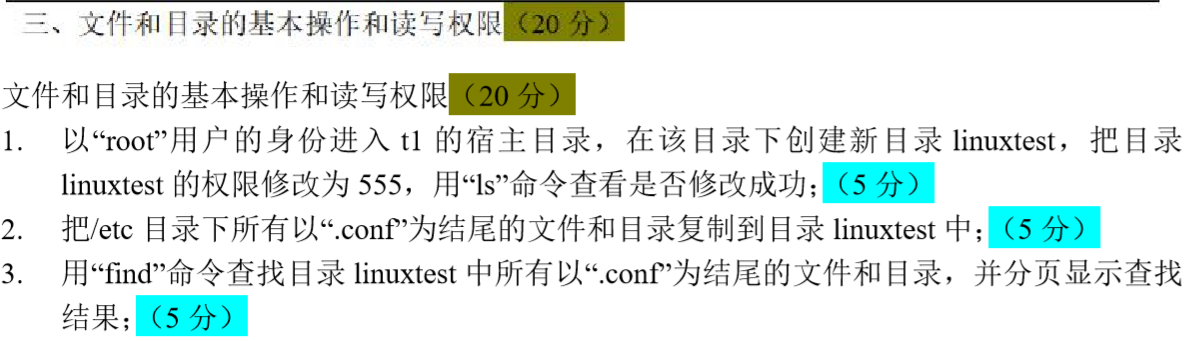 三、文件和目录的基本操作和读写权限（20 分）
文件和目录的基本操作和读写权限（20 分）
1. 以“root”用户的身份进入 t1 的宿主目录，在该目录下创建新目录 linuxtest，把目录
linuxtest 的权限修改为 555，用“ls”命令查看是否修改成功;（5 分）
2. 把/etc 目录下所有以“.conf”为结尾的文件和目录复制到目录 linuxtest 中;（5 分）
3. 用“find”命令查找目录 linuxtest 中所有以“.conf”为结尾的文件和目录，并分页显示查找
结果;（5 分）